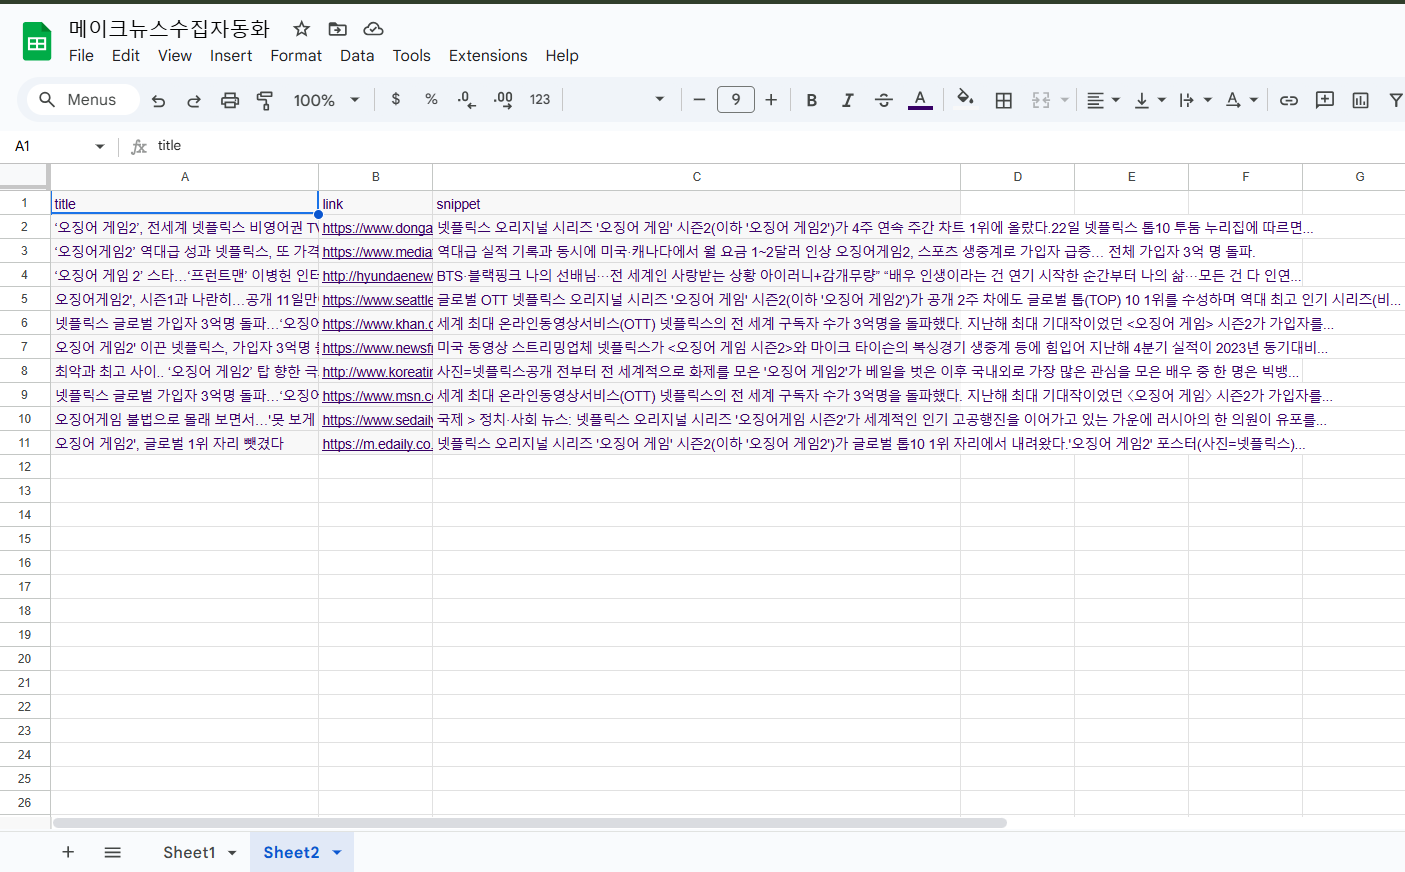 메이크뉴스수집자동화
File Edit View Insert Format Data Tools Extensions Help
Menus 100% $ % .0 .00 123 9 B I S A
A1 fx title
A B C D E F G
1 title link snippet
2 ‘오징어 게임2’, 전세계 넷플릭스 비영어권 TV https://www.donga 넷플릭스 오리지널 시리즈 '오징어 게임' 시즌2(이하 '오징어 게임2')가 4주 연속 주간 차트 1위에 올랐다.22일 넷플릭스 톱10 투둠 누리집에 따르면...
3 ‘오징어게임2’ 역대급 성과 넷플릭스, 또 가격 https://www.media 역대급 실적 기록과 동시에 미국·캐나다에서 월 요금 1~2달러 인상 오징어게임2, 스포츠 생중계로 가입자 급증… 전체 가입자 3억 명 돌파.
4 ‘오징어 게임 2’ 스타…‘프런트맨’ 이병헌 인터 http://hyundaenew BTS·블랙핑크 나의 선배님…전 세계인 사랑받는 상황 아이러니+감개무량” “배우 인생이라는 건 연기 시작한 순간부터 나의 삶…모든 건 다 인연...
5 오징어게임2', 시즌1과 나란히…공개 11일만에 https://www.seattle 글로벌 OTT 넷플릭스 오리지널 시리즈 '오징어 게임' 시즌2(이하 '오징어 게임2')가 공개 2주 차에도 글로벌 톱(TOP) 10 1위를 수성하며 역대 최고 인기 시리즈(비...
6 넷플릭스 글로벌 가입자 3억명 돌파…‘오징어 https://www.khan.c 세계 최대 온라인동영상서비스(OTT) 넷플릭스의 전 세계 구독자 수가 3억명을 돌파했다. 지난해 최대 기대작이었던 <오징어 게임> 시즌2가 가입자를...
7 오징어 게임2' 이끈 넷플릭스, 가입자 3억명 https://www.newsf 미국 동영상 스트리밍업체 넷플릭스가 <오징어 게임 시즌2>와 마이크 타이슨의 복싱경기 생중계 등에 힘입어 지난해 4분기 실적이 2023년 동기대비...
8 최악과 최고 사이.. ‘오징어 게임2’ 탑 향한 극 http://www.koreatir 사진=넷플릭스공개 전부터 전 세계적으로 화제를 모은 '오징어 게임2'가 베일을 벗은 이후 국내외로 가장 많은 관심을 모은 배우 중 한 명은 빅뱅...
9 넷플릭스 글로벌 가입자 3억명 돌파…‘오징어 https://www.msn.c 세계 최대 온라인동영상서비스(OTT) 넷플릭스의 전 세계 구독자 수가 3억명을 돌파했다. 지난해 최대 기대작이었던 〈오징어 게임〉 시즌2가 가입자를...
10 오징어게임 불법으로 몰래 보면서…'못 보게 https://www.sedaily 국제 > 정치·사회 뉴스: 넷플릭스 오리지널 시리즈 '오징어게임 시즌2'가 세계적인 인기 고공행진을 이어가고 있는 가운에 러시아의 한 의원이 유포를...
11 오징어 게임2', 글로벌 1위 자리 뺏겼다 https://m.edaily.co. 넷플릭스 오리지널 시리즈 '오징어 게임' 시즌2(이하 '오징어 게임2')가 글로벌 톱10 1위 자리에서 내려왔다.'오징어 게임2' 포스터(사진=넷플릭스)...
12
13
14
15
16
17
18
19
20
21
22
23
24
25
26
Sheet1 Sheet2